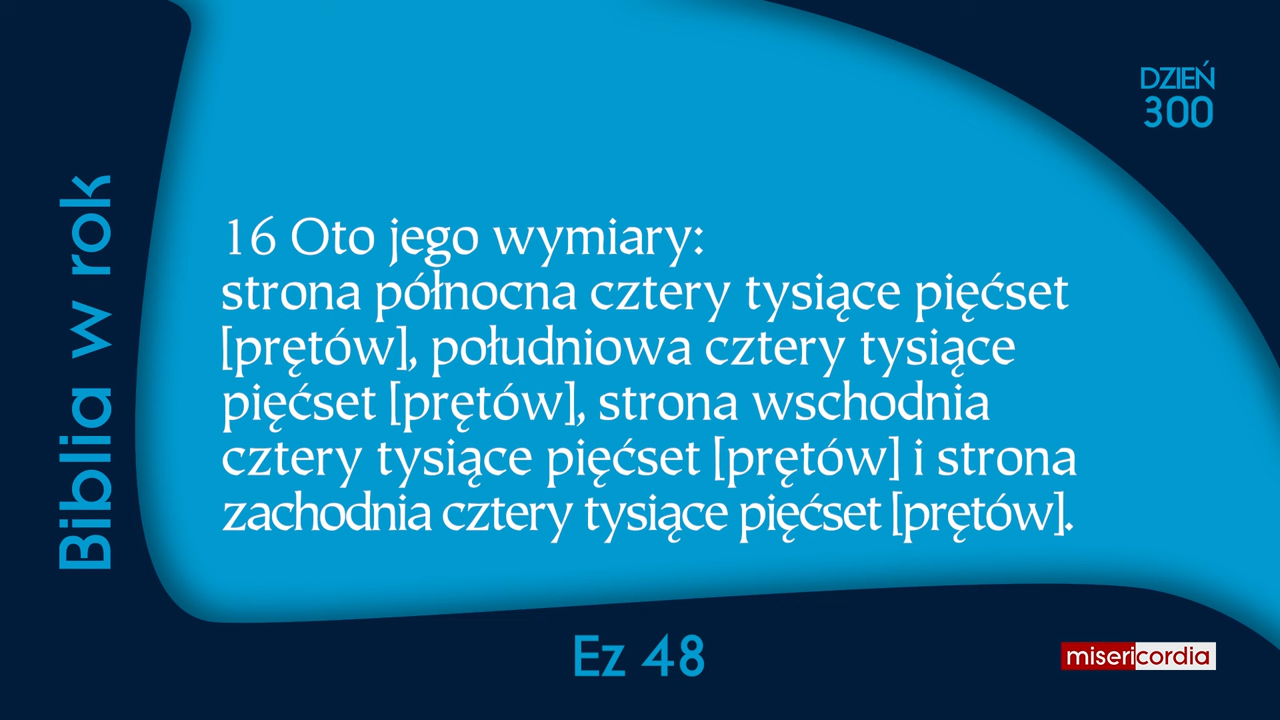 DZIEŃ
300
Biblia w rok
16 Oto jego wymiary:
strona północna cztery tysiące pięćset
[prętów], południowa cztery tysiące
pięćset [prętów], strona wschodnia
cztery tysiące pięćset [prętów] i strona
zachodnia cztery tysiące pięćset [prętów].
Ez 48
misericordia